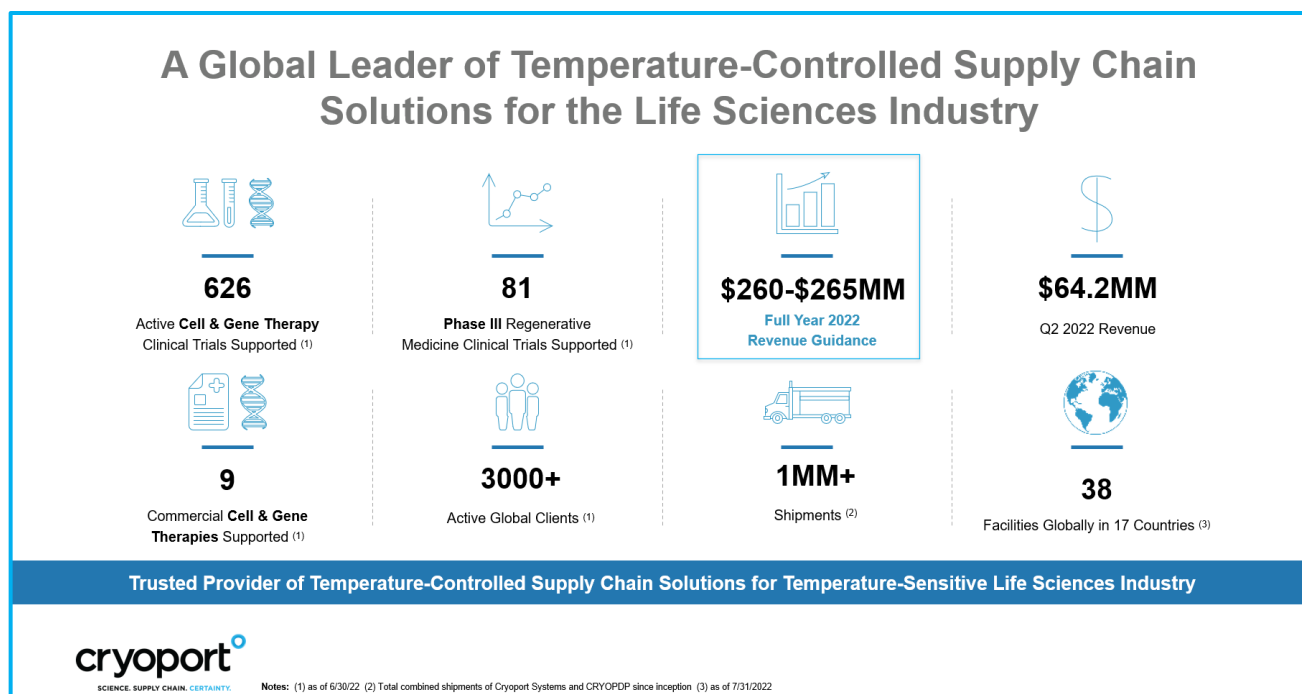 A Global Leader of Temperature-Controlled Supply Chain
Solutions for the Life Sciences Industry
626
Active Cell & Gene Therapy
Clinical Trials Supported (1)
81
Phase III Regenerative
Medicine Clinical Trials Supported (1)
$260-$265MM
Full Year 2022
Revenue Guidance
$64.2MM
Q2 2022 Revenue
9
Commercial Cell & Gene
Therapies Supported (1)
3000+
Active Global Clients (1)
1MM+
Shipments (2)
38
Facilities Globally in 17 Countries (3)
Trusted Provider of Temperature-Controlled Supply Chain Solutions for Temperature-Sensitive Life Sciences Industry
cryoport
SCIENCE. SUPPLY CHAIN. CERTAINTY.
Notes: (1) as of 6/30/22 (2) Total combined shipments of Cryoport Systems and CRYOPDP since inception (3) as of 7/31/2022